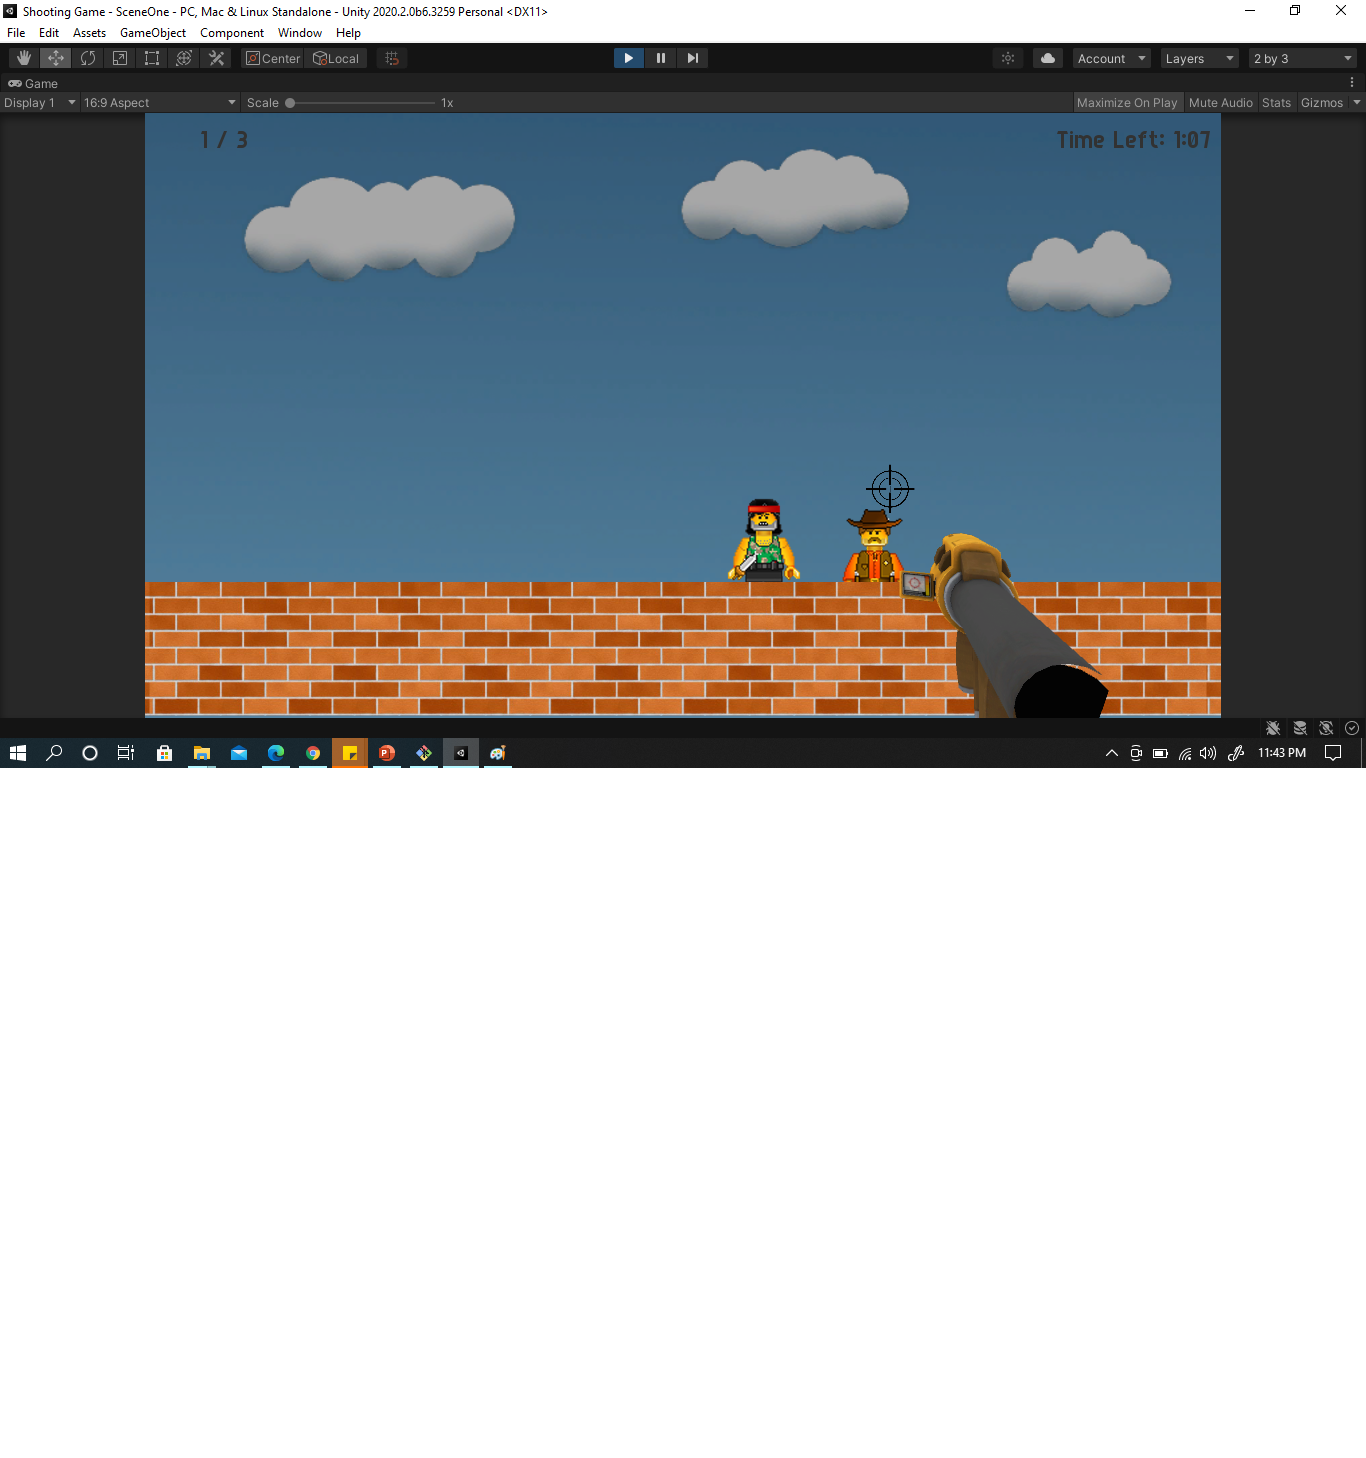 Shooting Game - SceneOne - PC, Mac & Linux Standalone - Unity 2020.2.0b6.3259 Personal <DX11>
File Edit Assets GameObject Component Window Help
Center Local Account Layers 2 by 3
Game
Display 1 16:9 Aspect Scale 1x Maximize On Play Mute Audio Stats Gizmos
1 / 3 Time Left: 1:07
11:43 PM